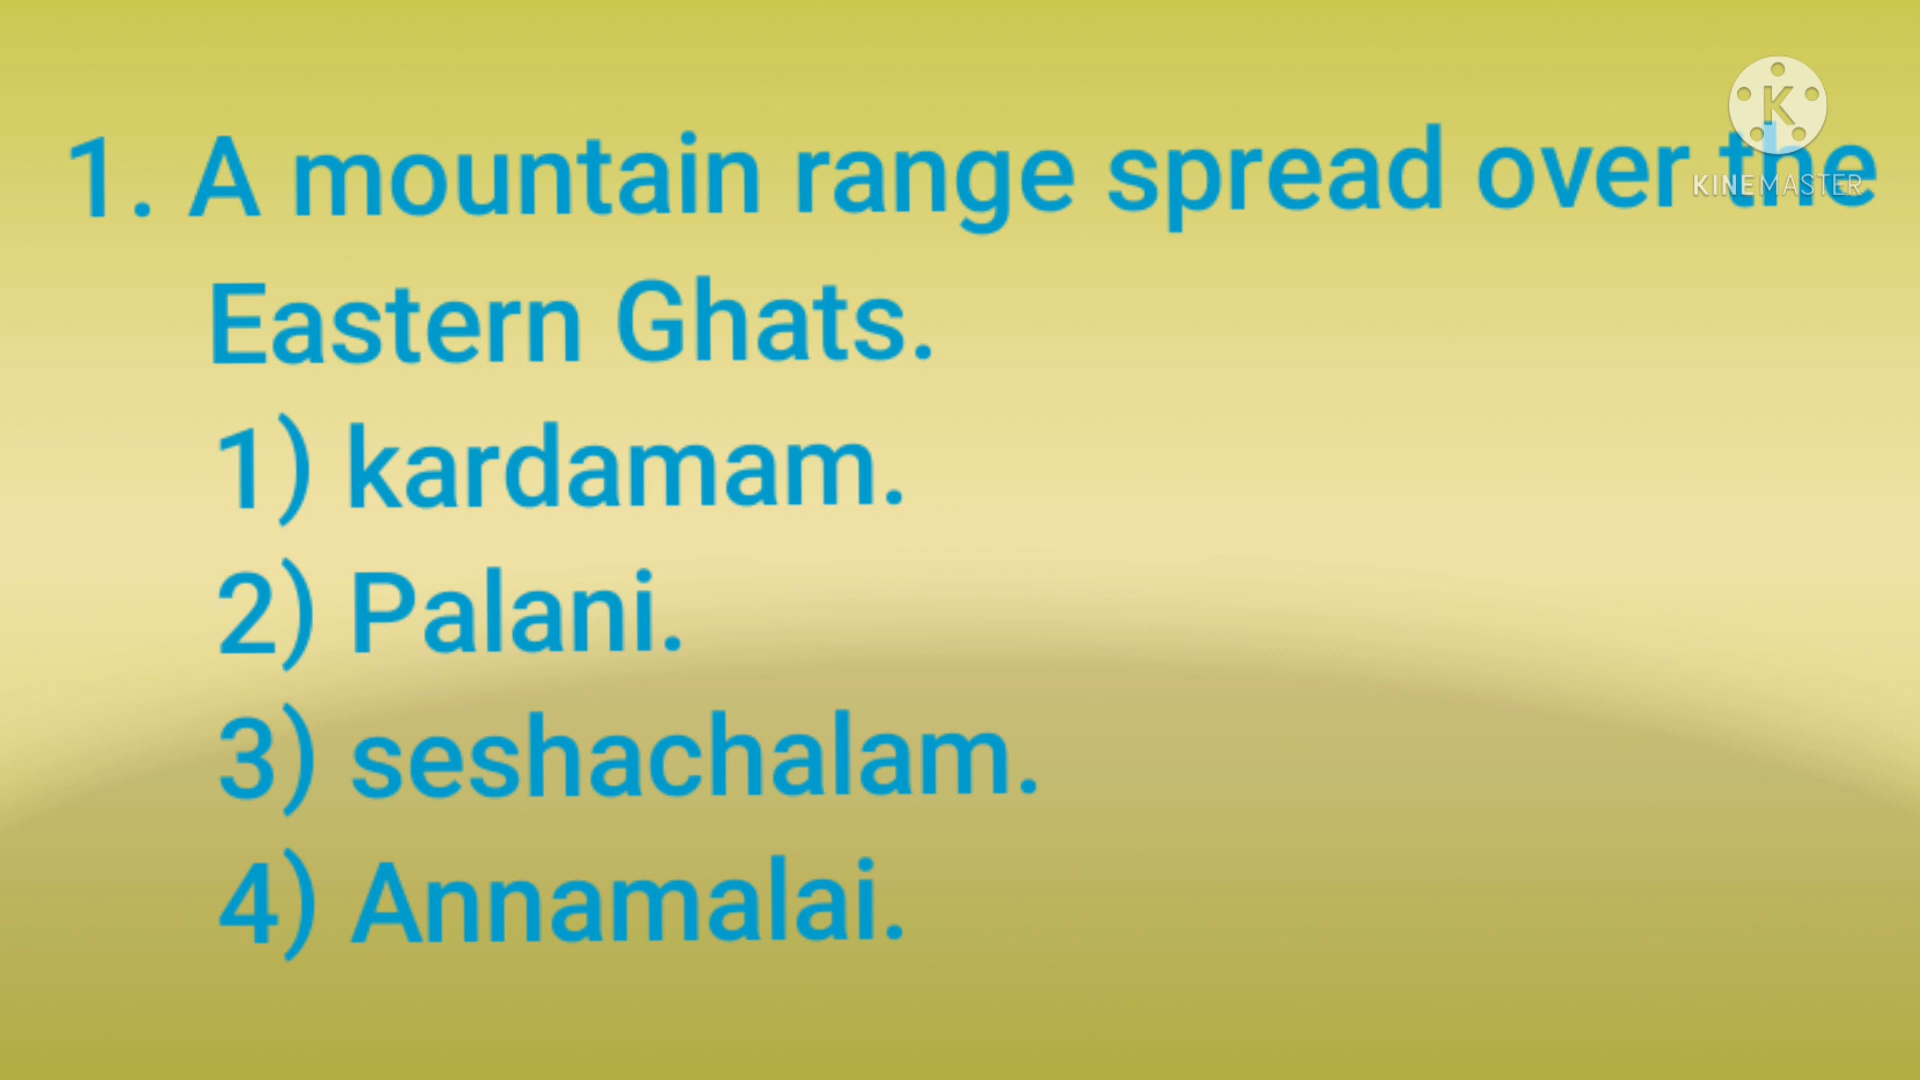 1. A mountain range spread over the
Eastern Ghats.
1) kardamam.
2) Palani.
3) seshachalam.
4) Annamalai.
K
KINEMASTER